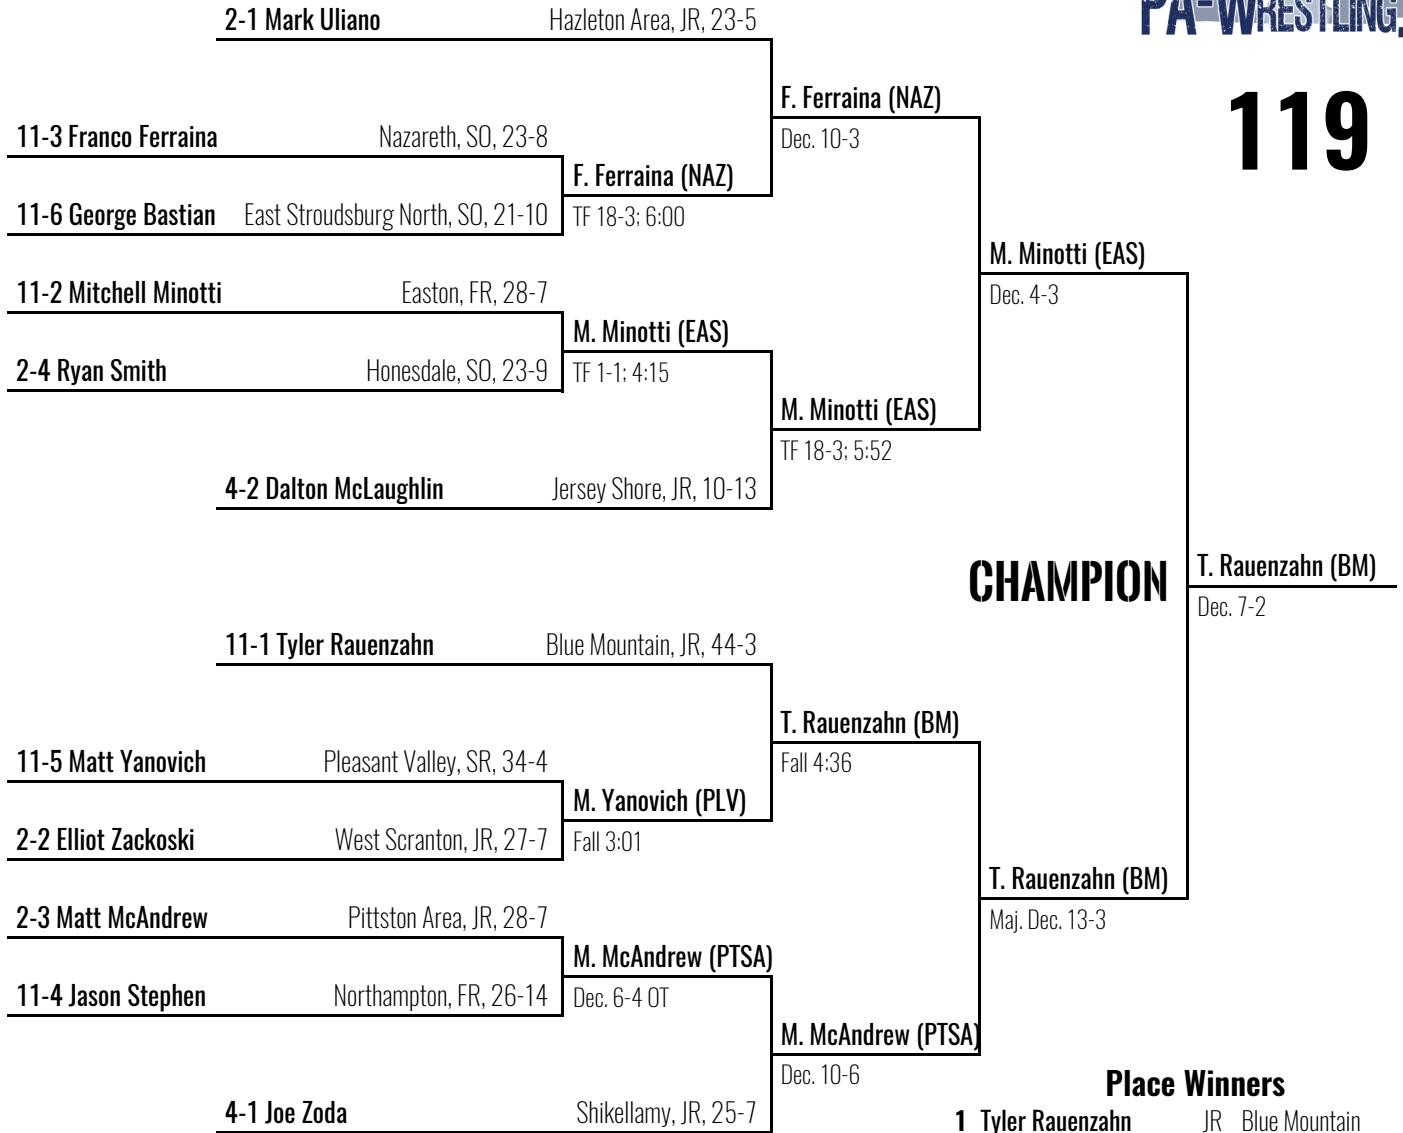 PA-WRESTLING.
119
2-1 Mark Uliano Hazleton Area, JR, 23-5
F. Ferraina (NAZ)
Dec. 10-3
11-3 Franco Ferraina Nazareth, SO, 23-8
F. Ferraina (NAZ)
TF 18-3; 6:00
11-6 George Bastian East Stroudsburg North, SO, 21-10
M. Minotti (EAS)
Dec. 4-3
11-2 Mitchell Minotti Easton, FR, 28-7
M. Minotti (EAS)
TF 1-1; 4:15
2-4 Ryan Smith Honesdale, SO, 23-9
M. Minotti (EAS)
TF 18-3; 5:52
4-2 Dalton McLaughlin Jersey Shore, JR, 10-13
CHAMPION
T. Rauenzahn (BM)
Dec. 7-2
11-1 Tyler Rauenzahn Blue Mountain, JR, 44-3
T. Rauenzahn (BM)
Fall 4:36
11-5 Matt Yanovich Pleasant Valley, SR, 34-4
M. Yanovich (PLV)
Fall 3:01
2-2 Elliot Zackoski West Scranton, JR, 27-7
T. Rauenzahn (BM)
Maj. Dec. 13-3
2-3 Matt McAndrew Pittston Area, JR, 28-7
M. McAndrew (PTSA)
Dec. 6-4 OT
11-4 Jason Stephen Northampton, FR, 26-14
M. McAndrew (PTSA)
Dec. 10-6
4-1 Joe Zoda Shikellamy, JR, 25-7
Place Winners
1 Tyler Rauenzahn JR Blue Mountain